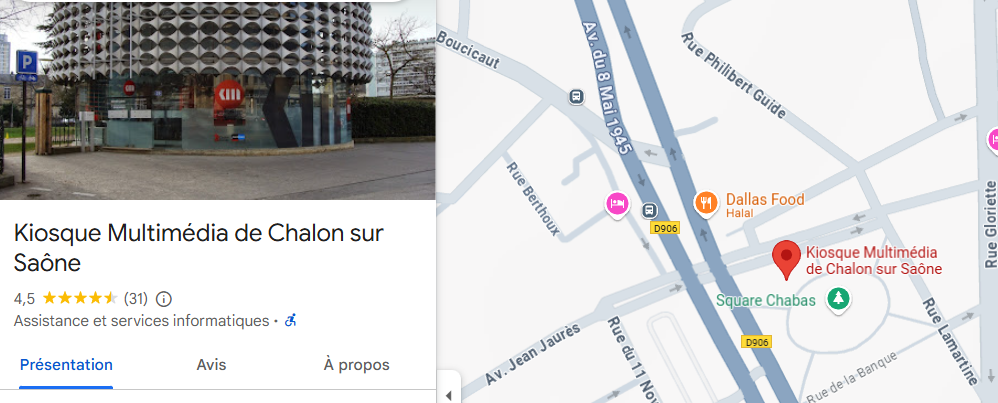 P
KIM
Kiosque Multimédia de Chalon sur
Saône
4,5 (31)
Assistance et services informatiques
Présentation
Avis
À propos
Boucicaut
Av. du 8 Mai 1945
Rue Philibert Guide
Rue Berthoux
Dallas Food
Halal
D906
Rue Gloriette
Kiosque Multimédia
de Chalon sur Saône
Square Chabas
Av. Jean Jaurès
Rue du 11 Nov
D906
Rue de-la-Banque
Rue Lamartine